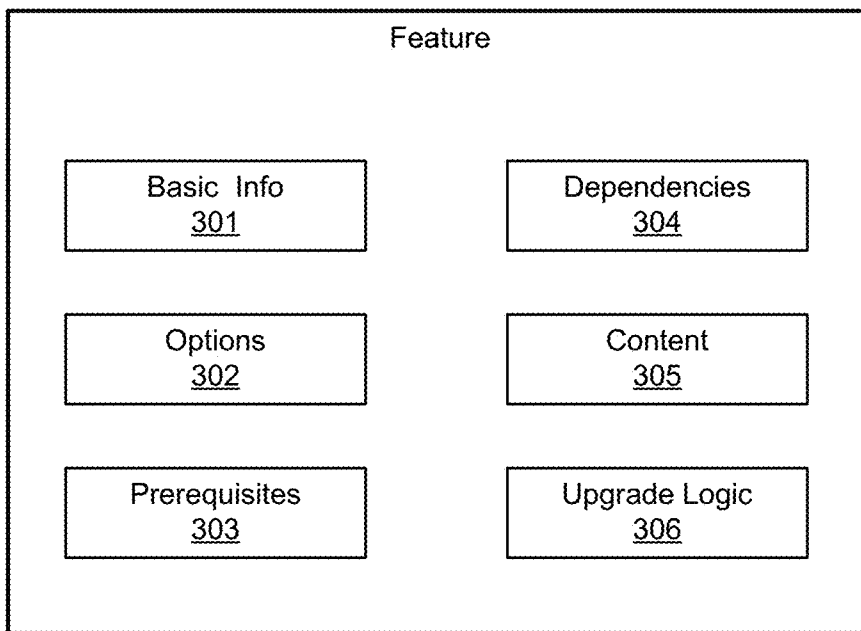 Feature
Basic Info
301
Dependencies
304
Options
302
Content
305
Prerequisites
303
Upgrade Logic
306